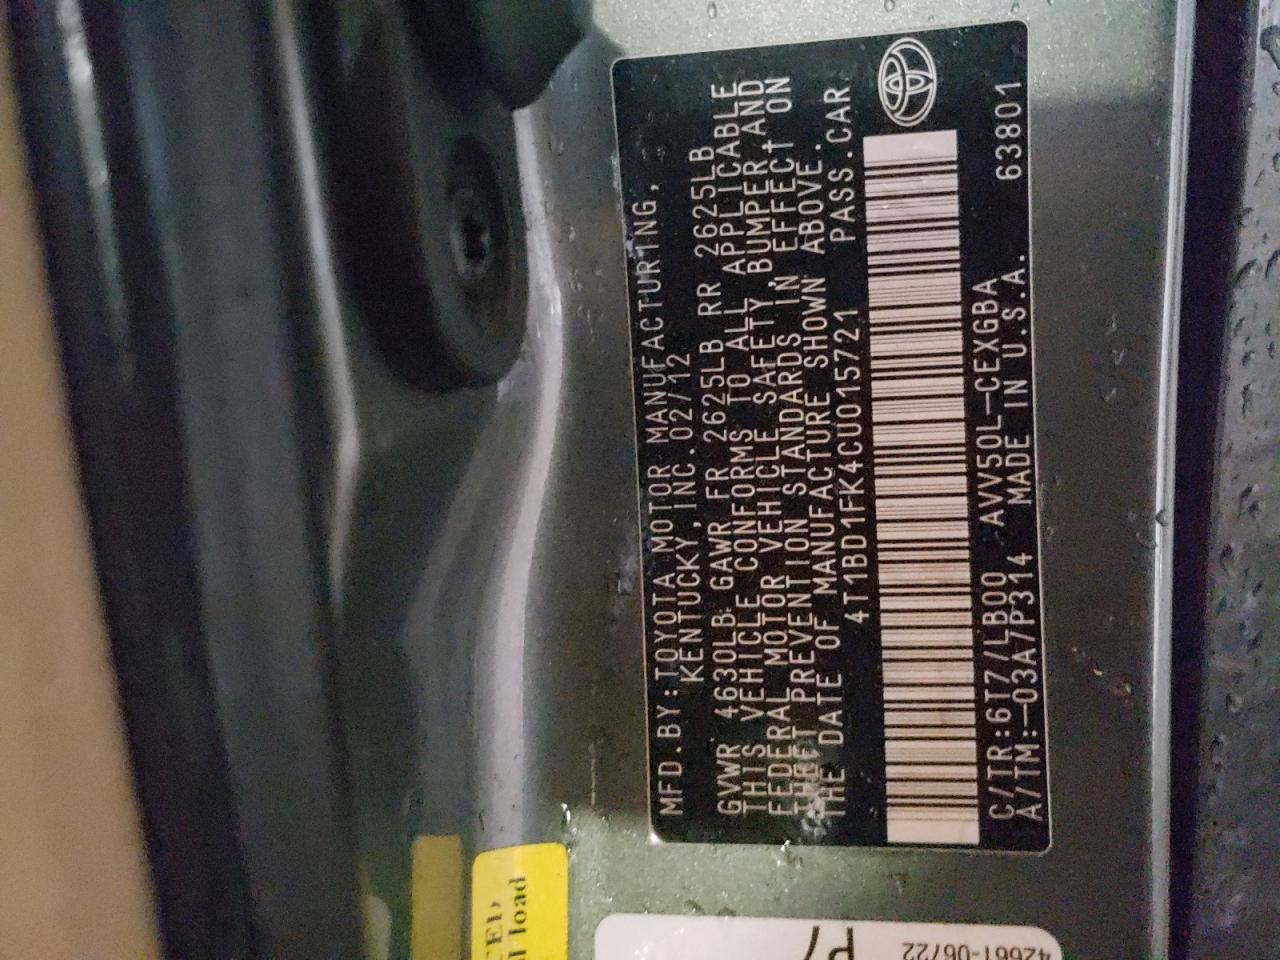 MFD.BY:TOYOTA MOTOR MANUFACTURING,
KENTUCKY, INC. 02/12
GVWR 4630LB GAWR FR 2625LB RR 2625LB
THIS VEHICLE CONFORMS TO ALL APPLICABLE
FEDERAL MOTOR VEHICLE SAFETY, BUMPER AND
THEFT PREVENTION STANDARDS IN EFFECT ON
THE DATE OF MANUFACTURE SHOWN ABOVE.
4T1BD1FK4CU015721 PASS.CAR
C/TR:6T7/LB00 AVV50L-CEXGBA
A/TM:-03A/P314 MADE IN U.S.A. 63801
load
P7
42661-06722